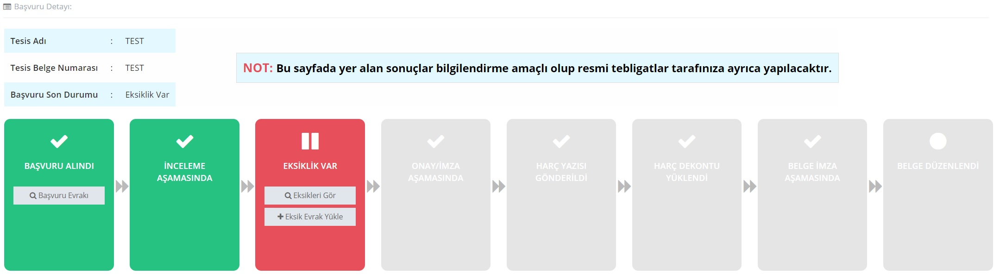 Başvuru Detayı:
Tesis Adı : TEST
Tesis Belge Numarası : TEST
Başvuru Son Durumu : Eksiklik Var
NOT: Bu sayfada yer alan sonuçlar bilgilendirme amaçlı olup resmi tebligatlar tarafınıza ayrıca yapılacaktır.
BAŞVURU ALINDI
Başvuru Evrakı
İNCELEME
AŞAMASINDA
EKSİKLİK VAR
Eksikleri Gör
Eksik Evrak Yükle
ONAY/İMZA
AŞAMASINDA
HARÇ YAZISI
GÖNDERİLDİ
HARÇ DEKONTU
YÜKLENDİ
BELGE İMZA
AŞAMASINDA
BELGE DÜZENLENDİ